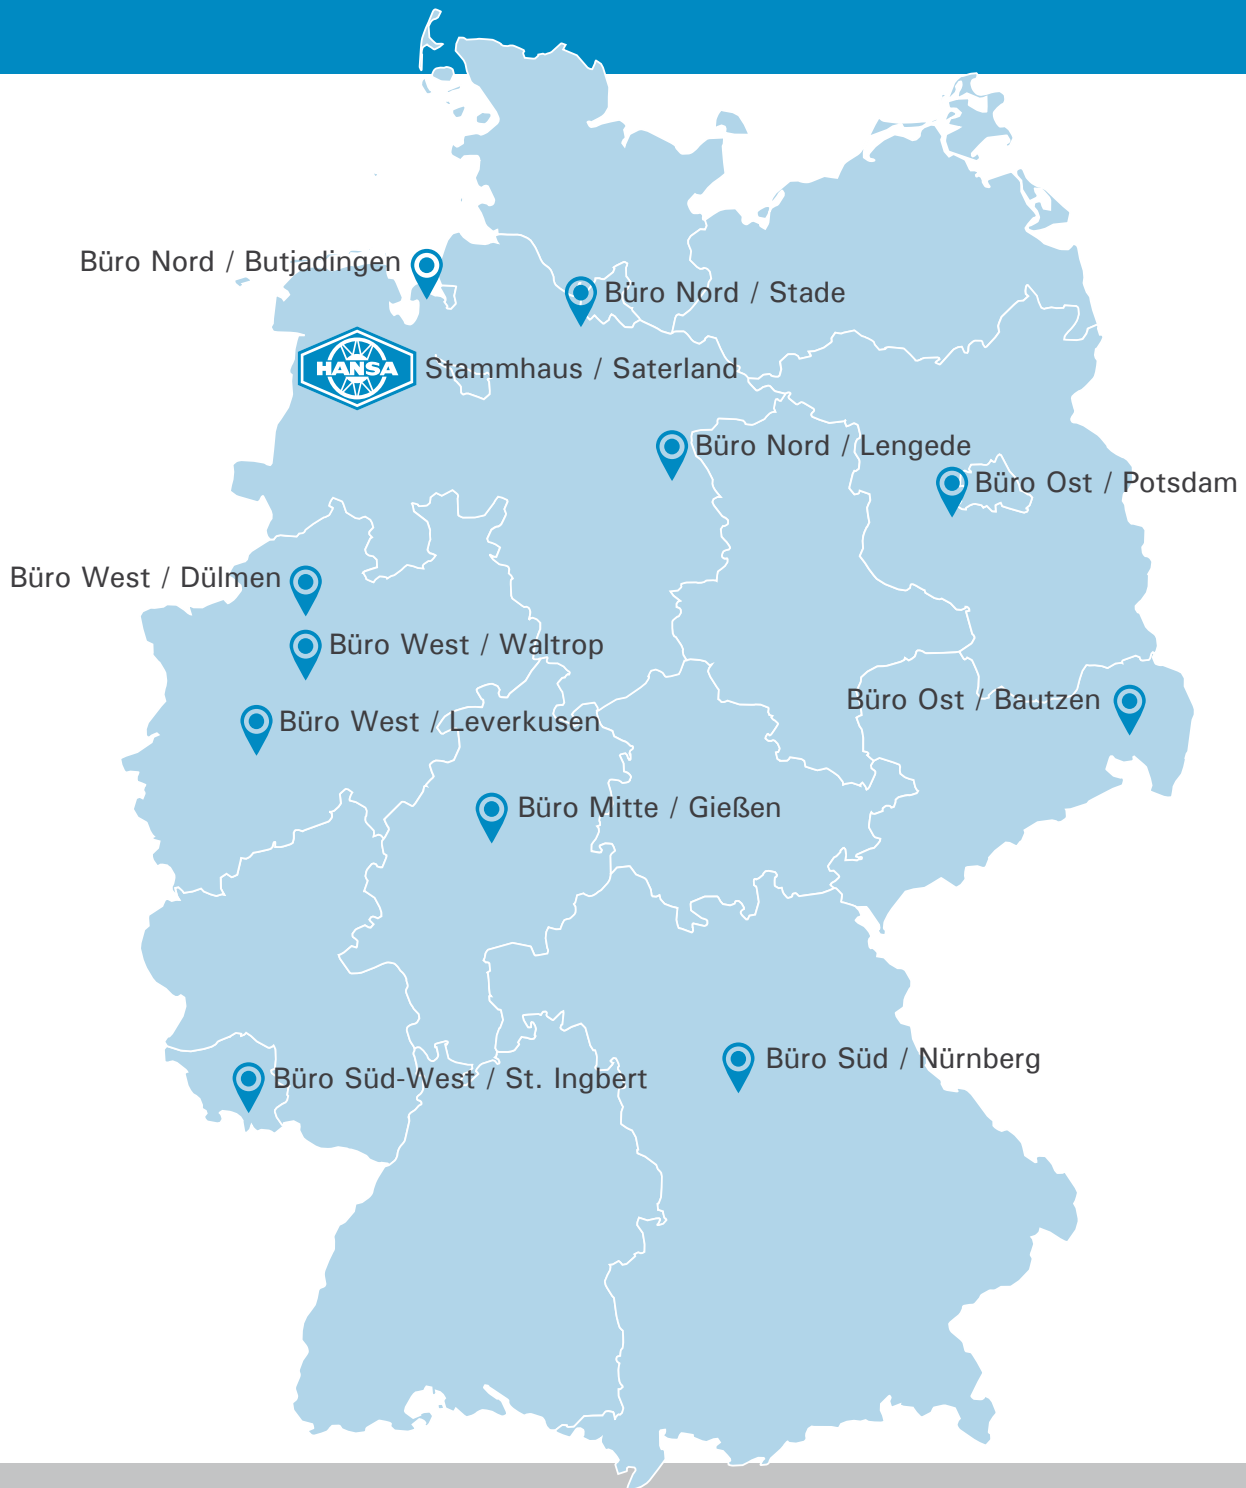 Büro Nord / Butjadingen
Büro Nord / Stade
HANSA
Stammhaus / Saterland
Büro Nord / Lengede
Büro Ost / Potsdam
Büro West / Dülmen
Büro West / Waltrop
Büro Ost / Bautzen
Büro West / Leverkusen
Büro Mitte / Gießen
Büro Süd / Nürnberg
Büro Süd-West / St. Ingbert